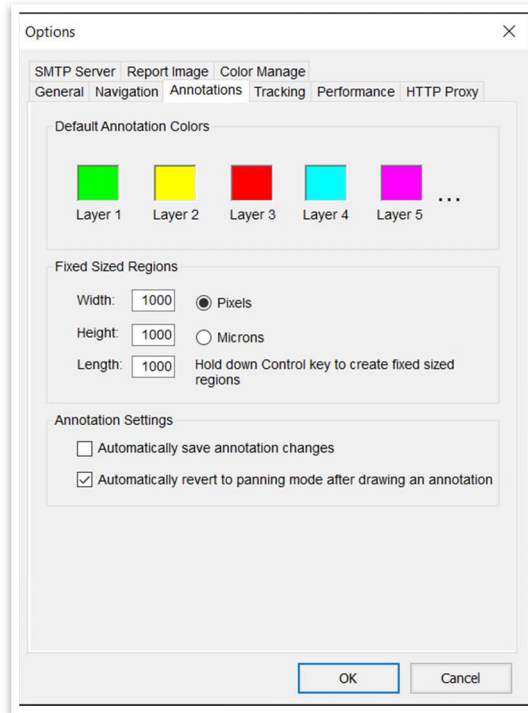 Options
SMTP Server Report Image Color Manage
General Navigation Annotations Tracking Performance HTTP Proxy
Default Annotation Colors
Layer 1 Layer 2 Layer 3 Layer 4 Layer 5 ...
Fixed Sized Regions
Width: 1000 Pixels
Height: 1000 Microns
Length: 1000 Hold down Control key to create fixed sized
regions
Annotation Settings
Automatically save annotation changes
Automatically revert to panning mode after drawing an annotation
OK Cancel